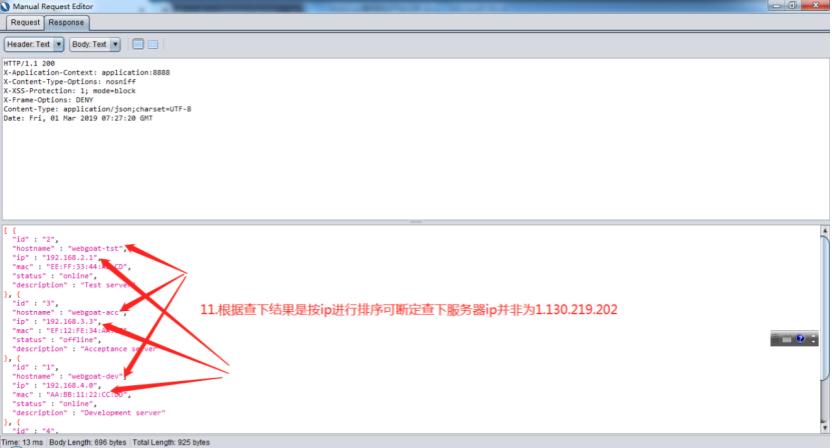 Manual Request Editor
Request Response
Header: Text Body: Text
HTTP/1.1 200
X-Application-Context: application:8888
X-Content-Type-Options: nosniff
X-XSS-Protection: 1; mode=block
X-Frame-Options: DENY
Content-Type: application/json;charset=UTF-8
Date: Fri, 01 Mar 2019 07:27:20 GMT
[ {
"id" : "2",
"hostname" : "webgoat-tst",
"ip" : "192.168.2.1",
"mac" : "EE:FF:33:44:
"status" : "online",
"description" : "Test server"
}, {
"id" : "3",
"hostname" : "webgoat-acc"
"ip" : "192.168.3.3",
"mac" : "EF:12:FE:34:
"status" : "offline",
"description" : "Acceptance server"
}, {
"id" : "1",
"hostname" : "webgoat-dev",
"ip" : "192.168.4.0",
"mac" : "AA:BB:11:22:CC:DD"
"status" : "online",
"description" : "Development server"
}, {
"id" : "4",
11.根据查下结果是按ip进行排序可断定查下服务器ip并非为1.130.219.202
Time: 13 ms Body Length: 696 bytes Total Length: 925 bytes